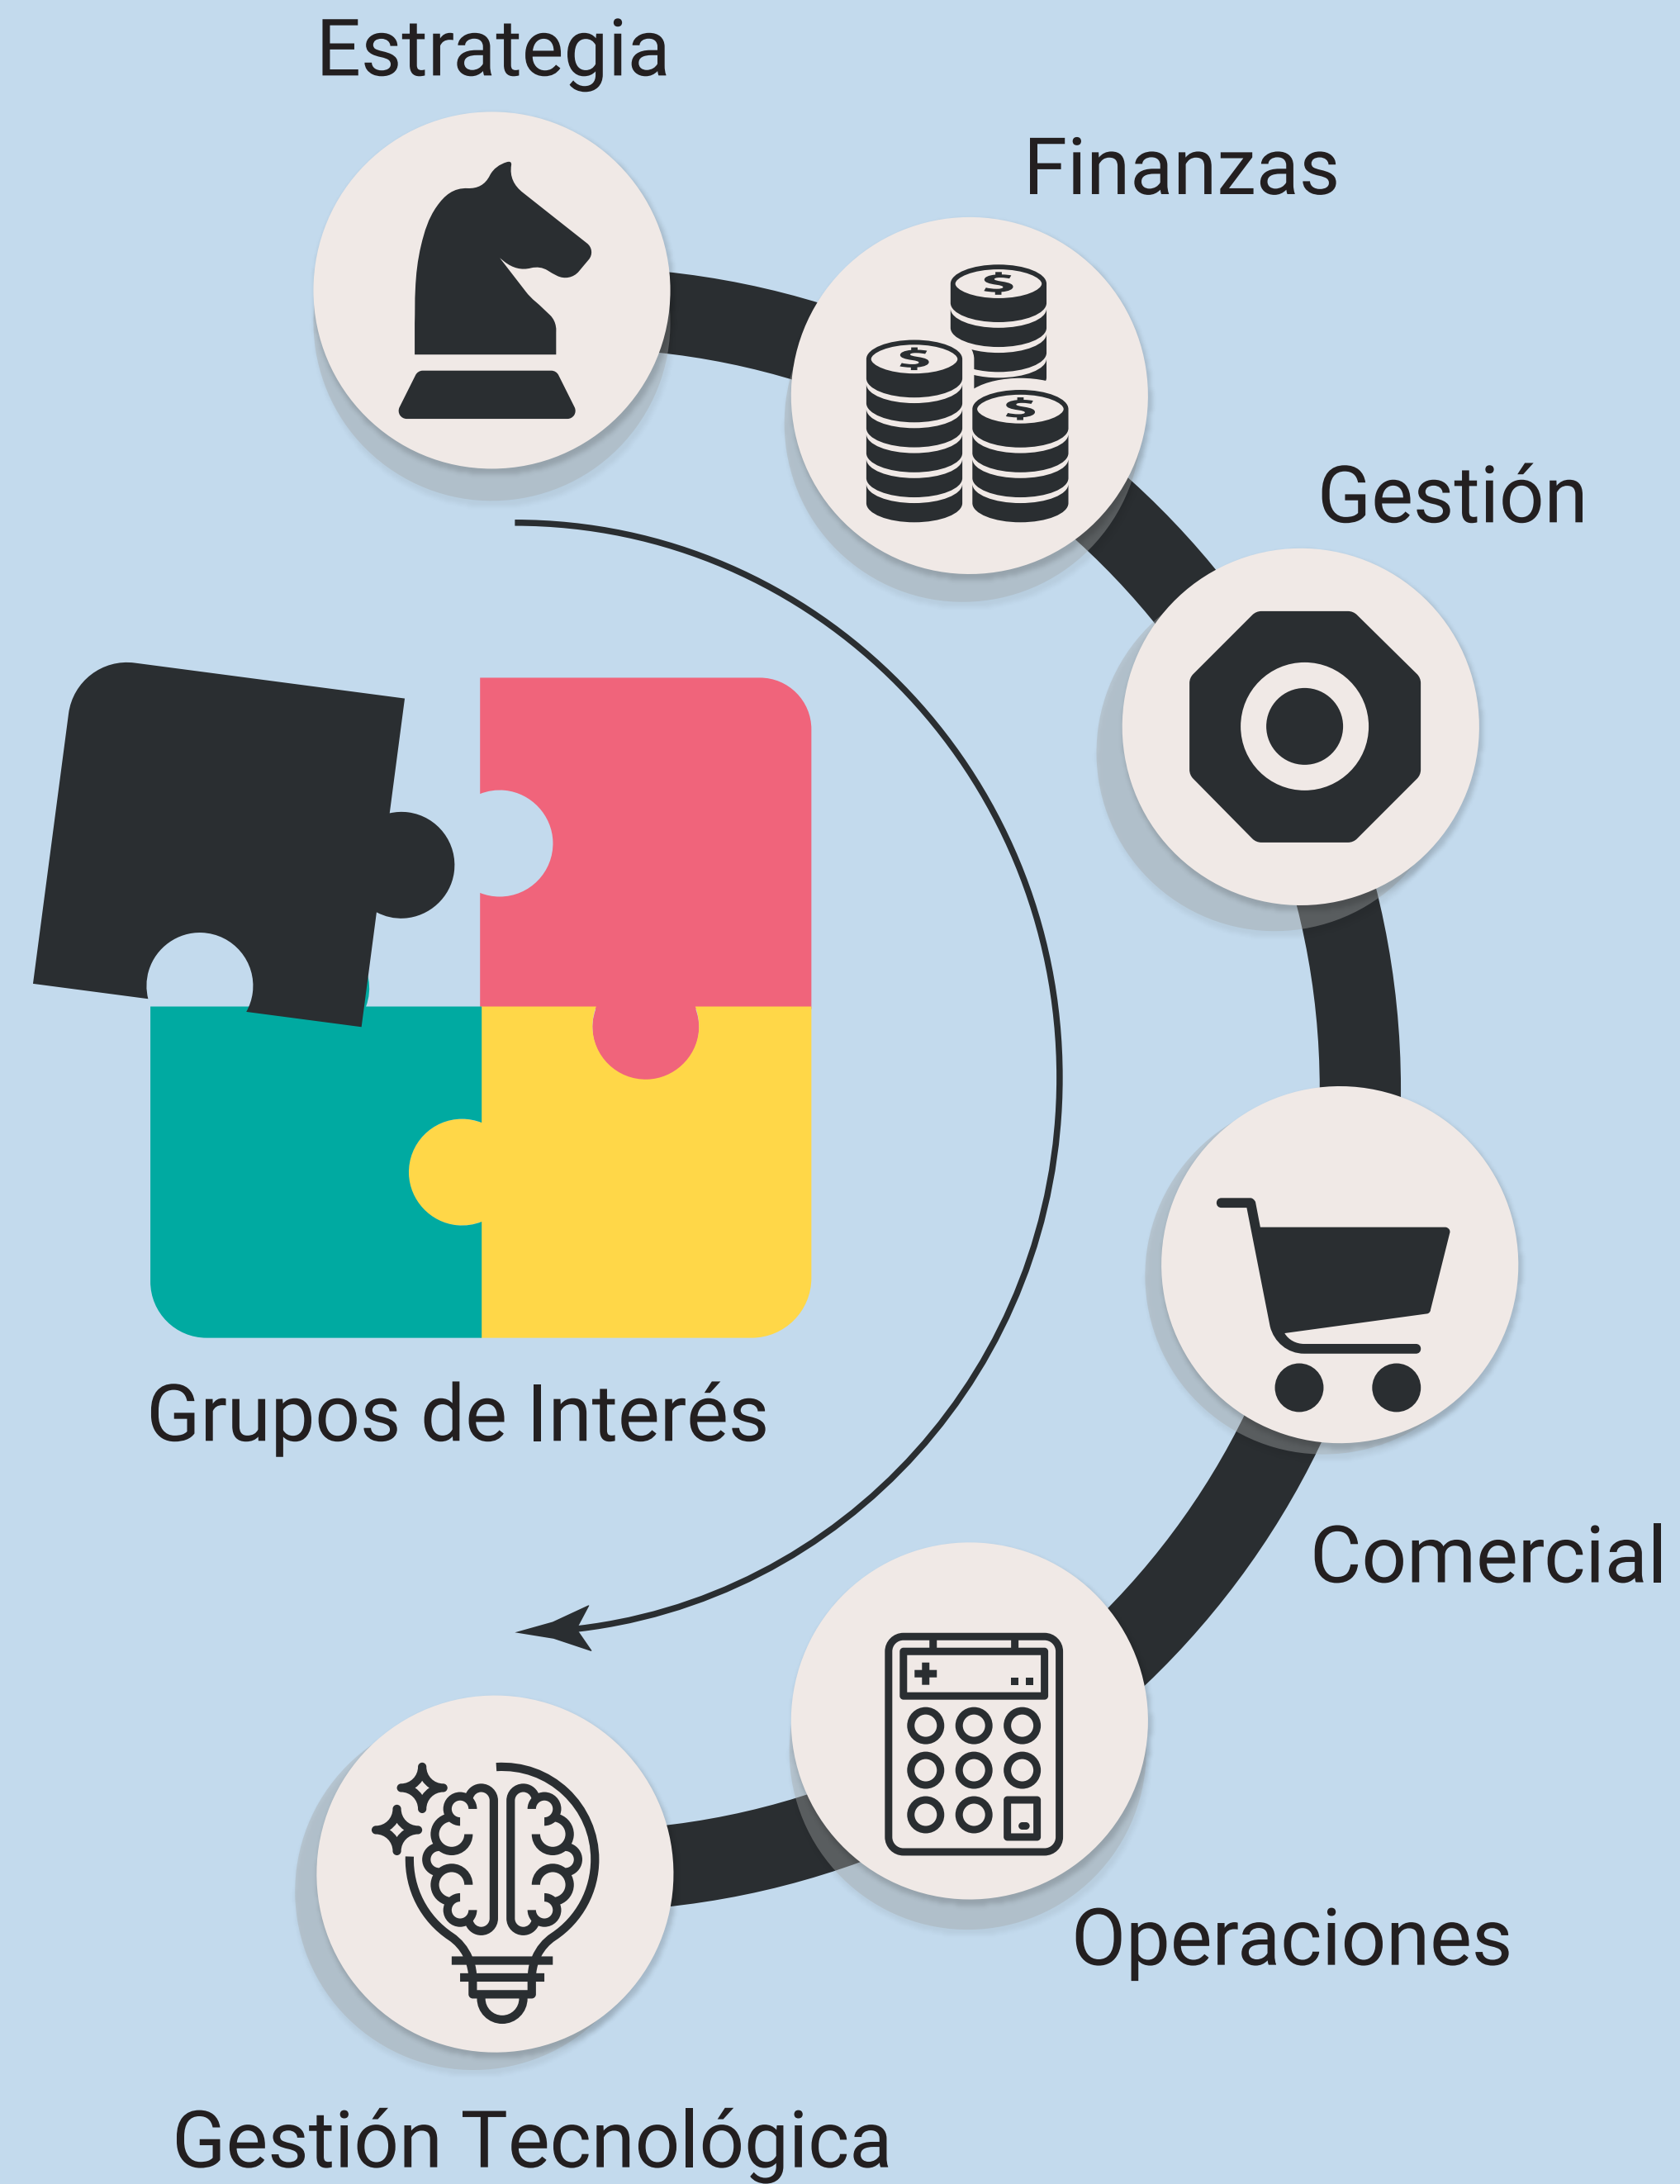 Estrategia
Finanzas
Gestión
Grupos de Interés
Comercial
Operaciones
Gestión Tecnológica